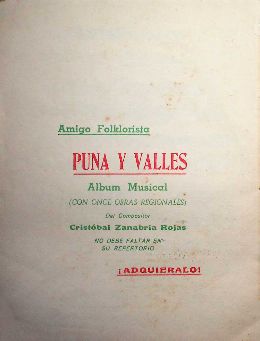 Amigo Folklorista
PUNA Y VALLES
Album Musical
(CON ONCE OBRAS REGIONALES)
Del Compositor
Cristóbal Zanabria Rojas
NO DEBE FALTAR EN
SU REPERTORIO
¡ADQUIERALO!